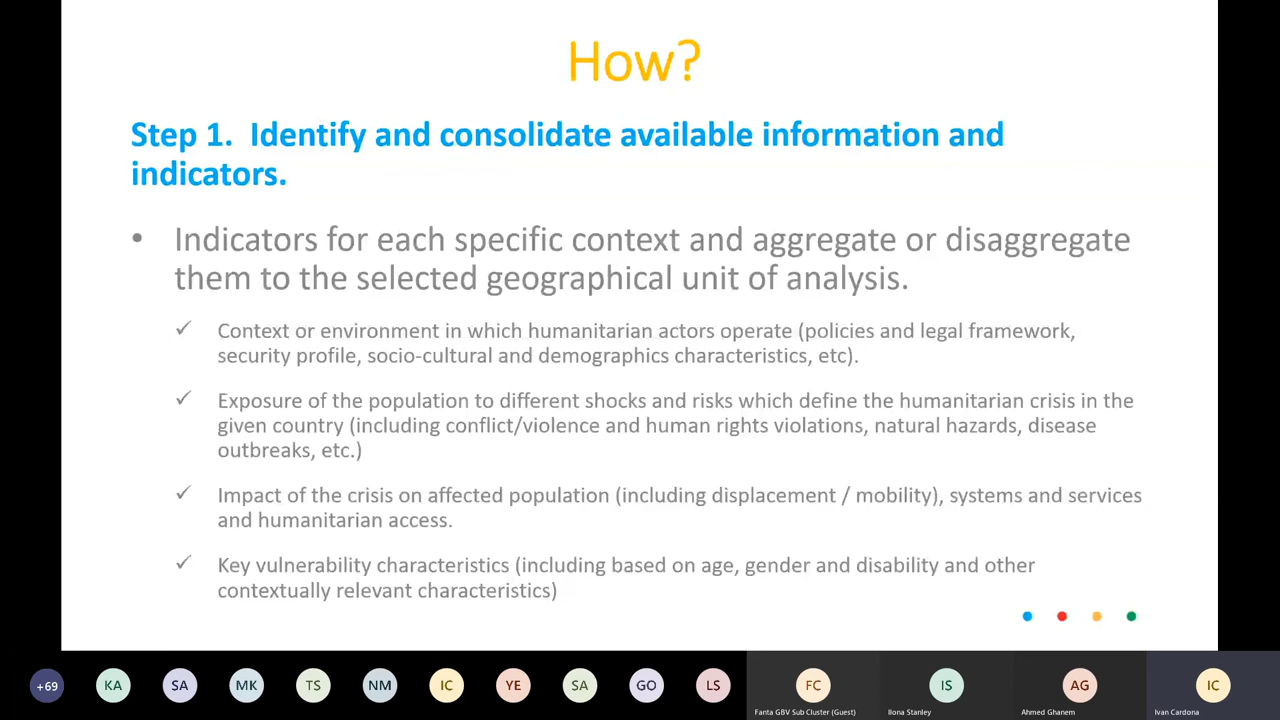 How?
Step 1.  Identify and consolidate available information and
indicators.
• Indicators for each specific context and aggregate or disaggregate
them to the selected geographical unit of analysis.
✓ Context or environment in which humanitarian actors operate (policies and legal framework,
security profile, socio-cultural and demographics characteristics, etc).
✓ Exposure of the population to different shocks and risks which define the humanitarian crisis in the
given country (including conflict/violence and human rights violations, natural hazards, disease
outbreaks, etc.)
✓ Impact of the crisis on affected population (including displacement / mobility), systems and services
and humanitarian access.
✓ Key vulnerability characteristics (including based on age, gender and disability and other
contextually relevant characteristics)
+69 KA SA MK TS NM IC YE SA GO LS FC IS AG IC
Fanta GBV Sub Cluster (Guest) Ilona Stanley Ahmed Ghanem Ivan Cardona